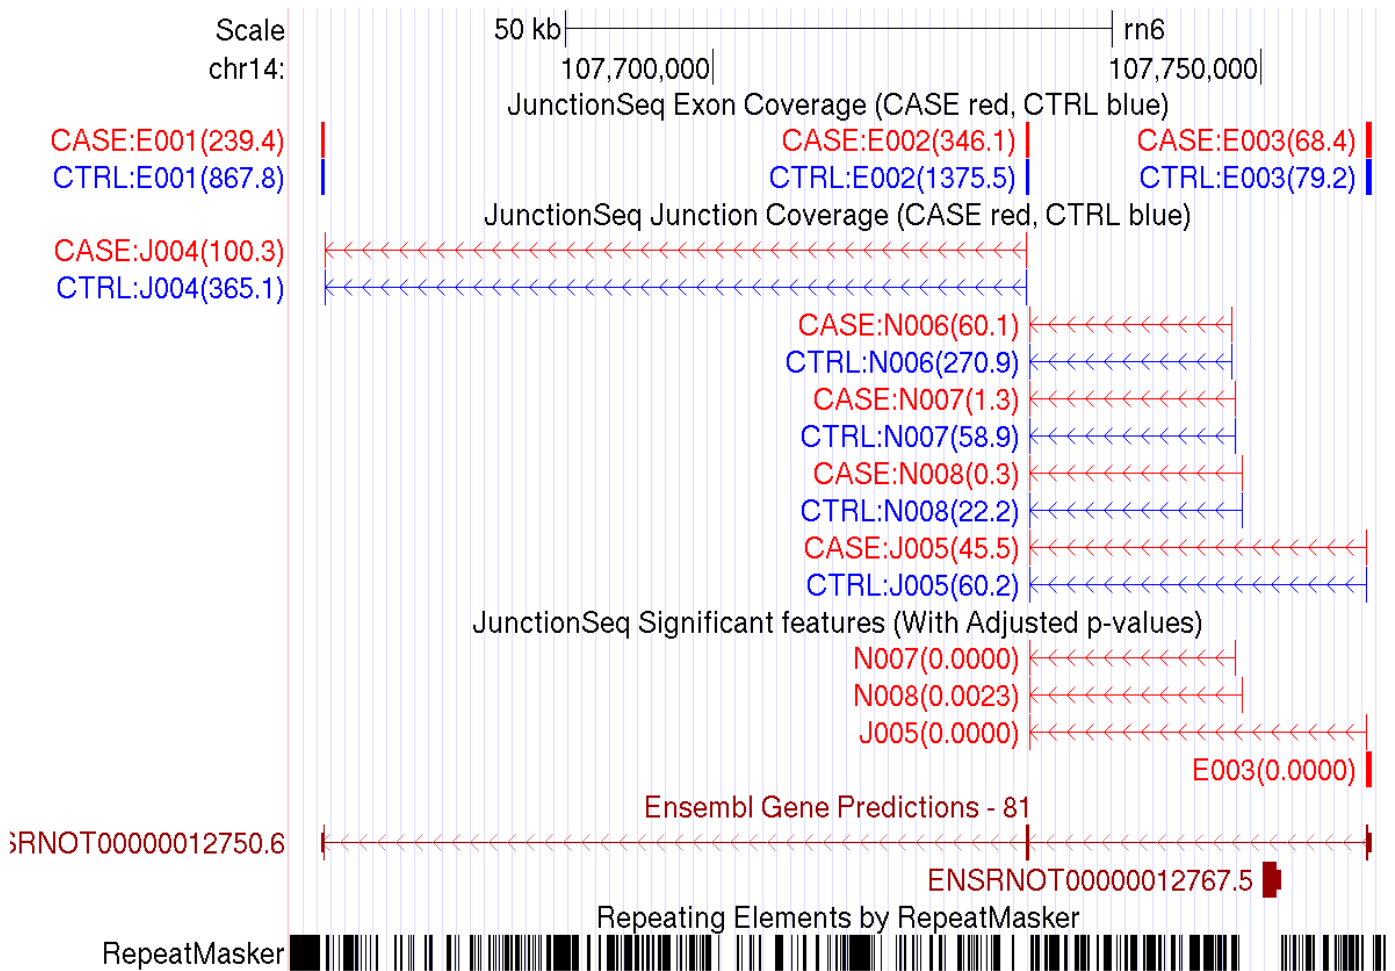 Scale 50 kb rn6
chr14: 107,700,000 107,750,000
JunctionSeq Exon Coverage (CASE red, CTRL blue)
CASE:E001(239.4) CASE:E002(346.1) CASE:E003(68.4)
CTRL:E001(867.8) CTRL:E002(1375.5) CTRL:E003(79.2)
JunctionSeq Junction Coverage (CASE red, CTRL blue)
CASE:J004(100.3)
CTRL:J004(365.1)
CASE:N006(60.1)
CTRL:N006(270.9)
CASE:N007(1.3)
CTRL:N007(58.9)
CASE:N008(0.3)
CTRL:N008(22.2)
CASE:J005(45.5)
CTRL:J005(60.2)
JunctionSeq Significant features (With Adjusted p-values)
N007(0.0000)
N008(0.0023)
J005(0.0000)
E003(0.0000)
Ensembl Gene Predictions - 81
SRNOT00000012750.6
ENSRNOT00000012767.5
Repeating Elements by RepeatMasker
RepeatMasker